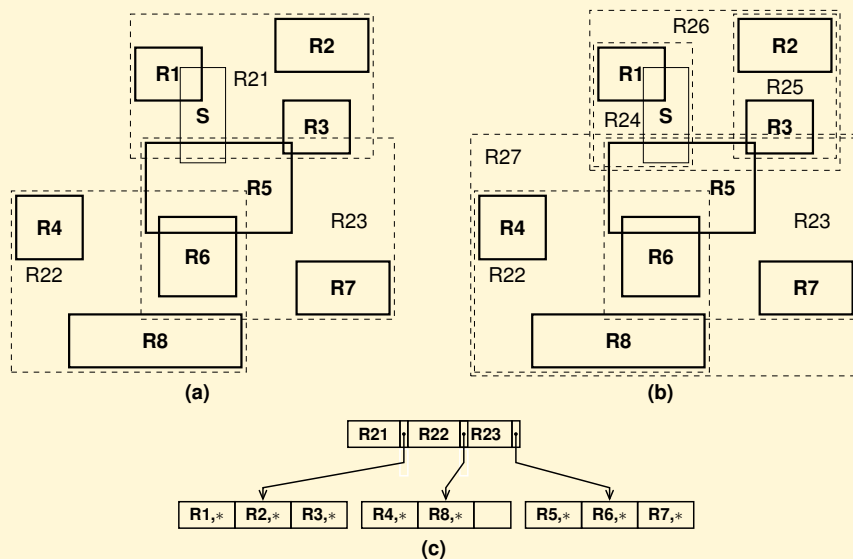 R2
R1
R21
S
R3
R5
R4
R23
R6
R22
R7
R8
(a)
R26
R2
R1
R25
R24
S
R3
R27
R5
R4
R23
R6
R22
R7
R8
(b)
R21 R22 R23
R1,* R2,* R3,* R4,* R8,* R5,* R6,* R7,*
(c)